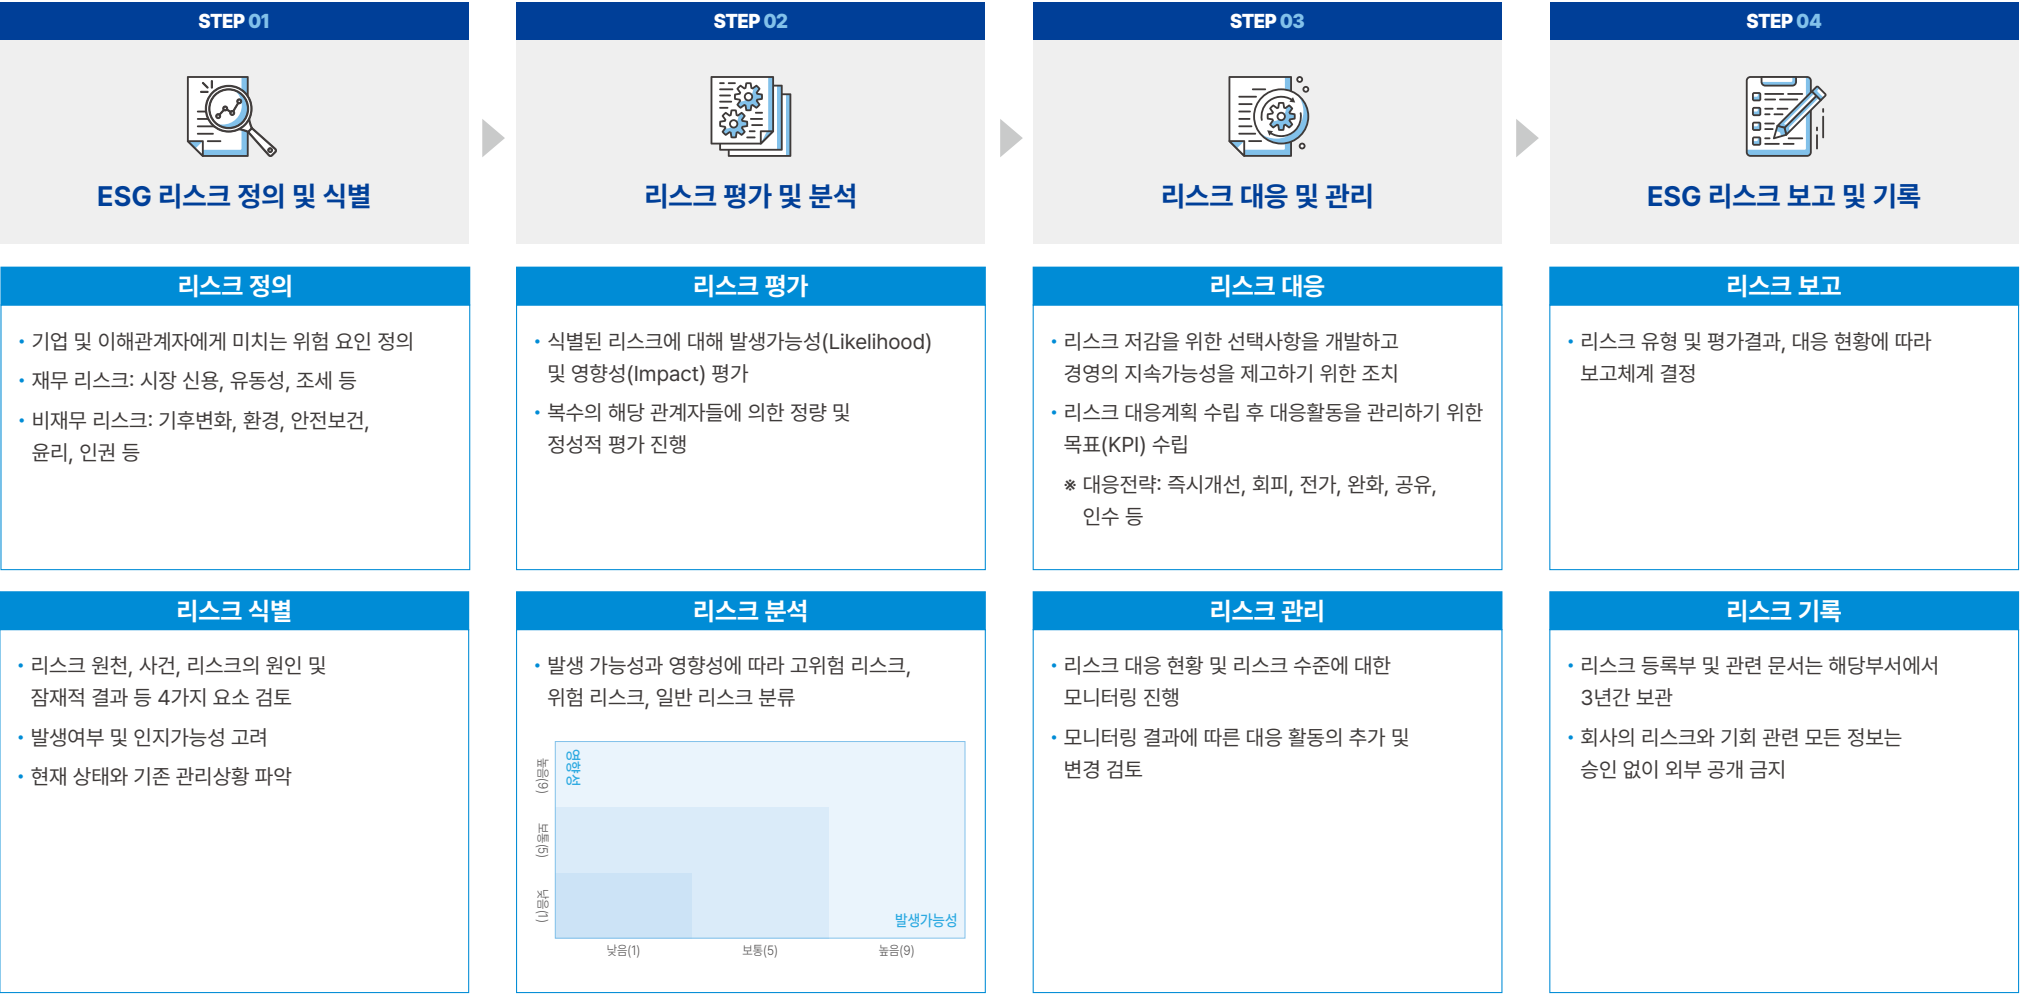 STEP 01
ESG 리스크 정의 및 식별
리스크 정의
• 기업 및 이해관계자에게 미치는 위험 요인 정의
• 재무 리스크: 시장 신용, 유동성, 조세 등
• 비재무 리스크: 기후변화, 환경, 안전보건,
윤리, 인권 등
리스크 식별
• 리스크 원천, 사건, 리스크의 원인 및
잠재적 결과 등 4가지 요소 검토
• 발생여부 및 인지가능성 고려
• 현재 상태와 기존 관리상황 파악
STEP 02
리스크 평가 및 분석
리스크 평가
• 식별된 리스크에 대해 발생가능성(Likelihood)
및 영향성(Impact) 평가
• 복수의 해당 관계자들에 의한 정량 및
정성적 평가 진행
리스크 분석
• 발생 가능성과 영향성에 따라 고위험 리스크,
위험 리스크, 일반 리스크 분류
영향성
높음(9)
보통(5)
낮음(1)
발생가능성
낮음(1)
보통(5)
높음(9)
STEP 03
리스크 대응 및 관리
리스크 대응
• 리스크 저감을 위한 선택사항을 개발하고
경영의 지속가능성을 제고하기 위한 조치
• 리스크 대응계획 수립 후 대응활동을 관리하기 위한
목표(KPI) 수립
※ 대응전략: 즉시개선, 회피, 전가, 완화, 공유,
인수 등
리스크 관리
• 리스크 대응 현황 및 리스크 수준에 대한
모니터링 진행
• 모니터링 결과에 따른 대응 활동의 추가 및
변경 검토
STEP 04
ESG 리스크 보고 및 기록
리스크 보고
• 리스크 유형 및 평가결과, 대응 현황에 따라
보고체계 결정
리스크 기록
• 리스크 등록부 및 관련 문서는 해당부서에서
3년간 보관
• 회사의 리스크와 기회 관련 모든 정보는
승인 없이 외부 공개 금지